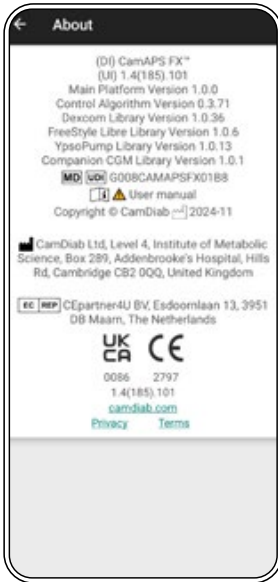 About
(DI) CamAPS FX™
(UI) 1.4(185).101
Main Platform Version 1.0.0
Control Algorithm Version 0.3.71
Dexcom Library Version 1.0.36
FreeStyle Libre Library Version 1.0.6
YpsoPump Library Version 1.0.13
Companion CGM Library Version 1.0.1
MD UDI G008CAMAPSFX01B8
User manual
Copyright © CamDiab 2024-11
CamDiab Ltd, Level 4, Institute of Metabolic
Science, Box 289, Addenbrooke's Hospital, Hills
Rd, Cambridge CB2 0QQ, United Kingdom
EC REP CEpartner4U BV, Esdoornlaan 13, 3951
DB Maarn, The Netherlands
UK CA CE
0086 2797
1.4(185).101
camdiab.com
Privacy Terms